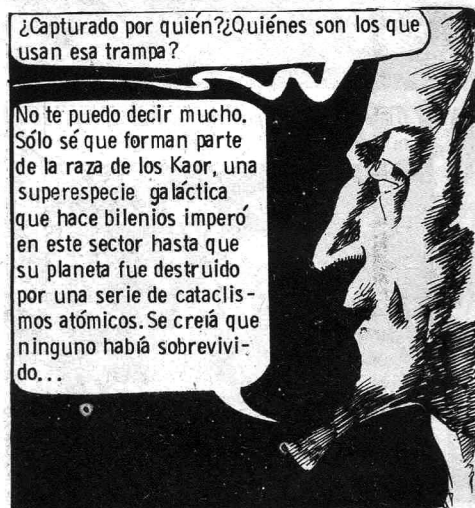 ¿Capturado por quién?¿Quiénes son los que
usan esa trampa?
No te puedo decir mucho.
Sólo sé que forman parte
de la raza de los Kaor, una
superespecie galáctica
que hace bilenios imperó
en este sector hasta que
su planeta fue destruido
por una serie de cataclis-
mos atómicos. Se creiá que
ninguno habiá sobrevivi-
do...